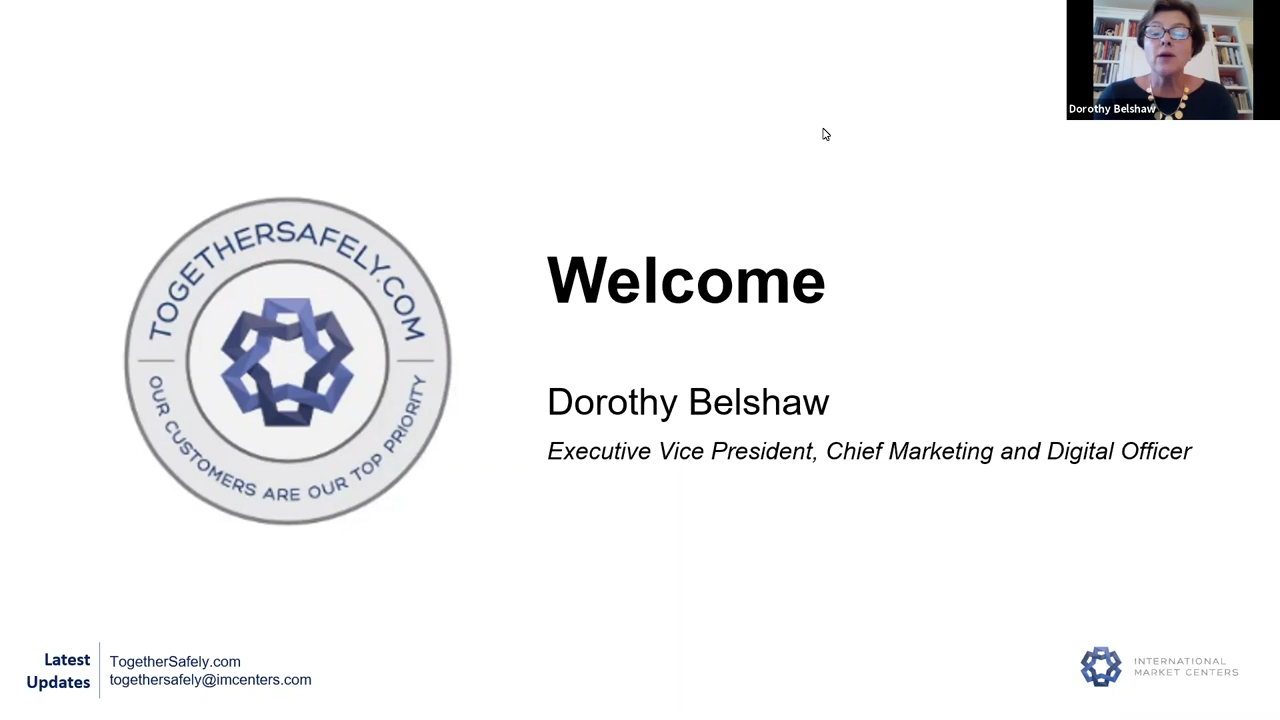 Dorothy Belshaw
TOGETHERSAFELY.COM
OUR CUSTOMERS ARE OUR TOP PRIORITY
Welcome
Dorothy Belshaw
Executive Vice President, Chief Marketing and Digital Officer
Latest
Updates
TogetherSafely.com
togethersafely@imcenters.com
INTERNATIONAL
MARKET CENTERS